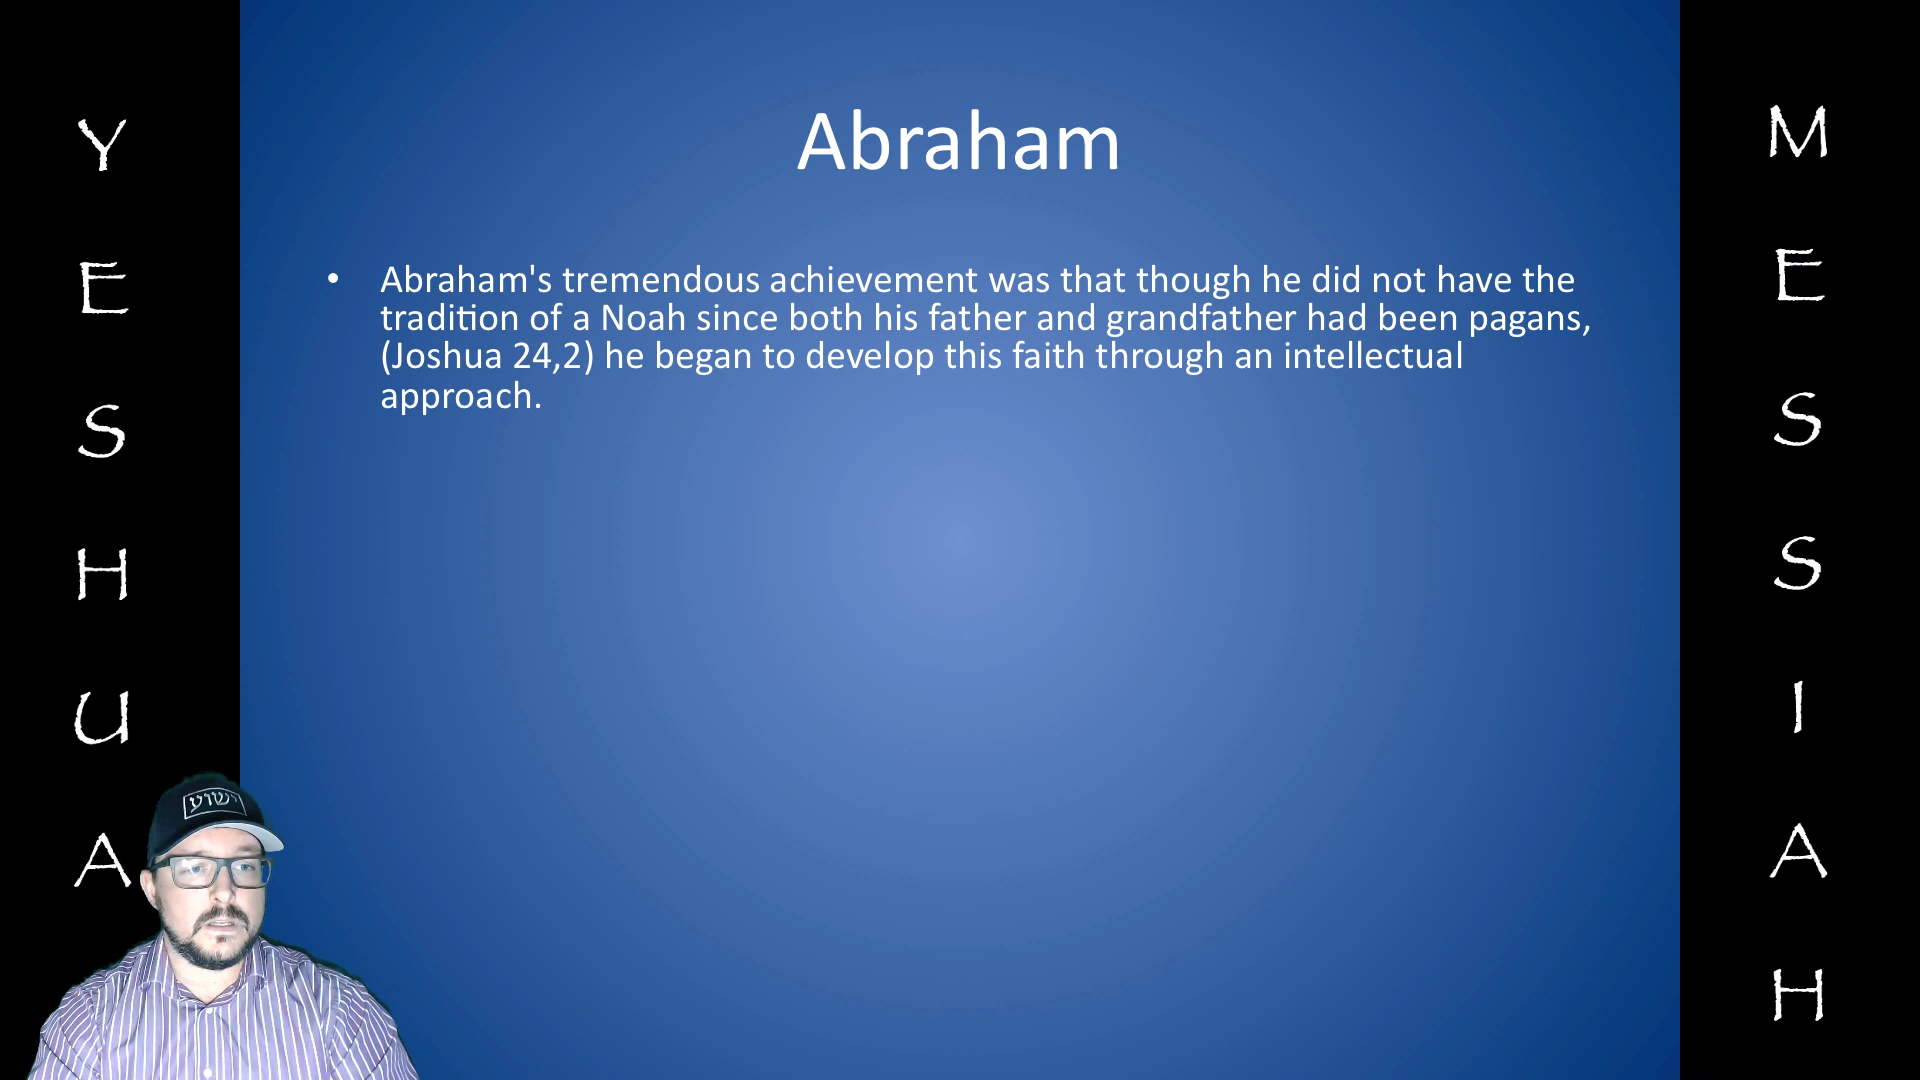 Abraham
• Abraham's tremendous achievement was that though he did not have the
tradition of a Noah since both his father and grandfather had been pagans,
(Joshua 24,2) he began to develop this faith through an intellectual
approach.
Y
E
S
H
U
A
M
E
S
S
I
A
H
ישוע